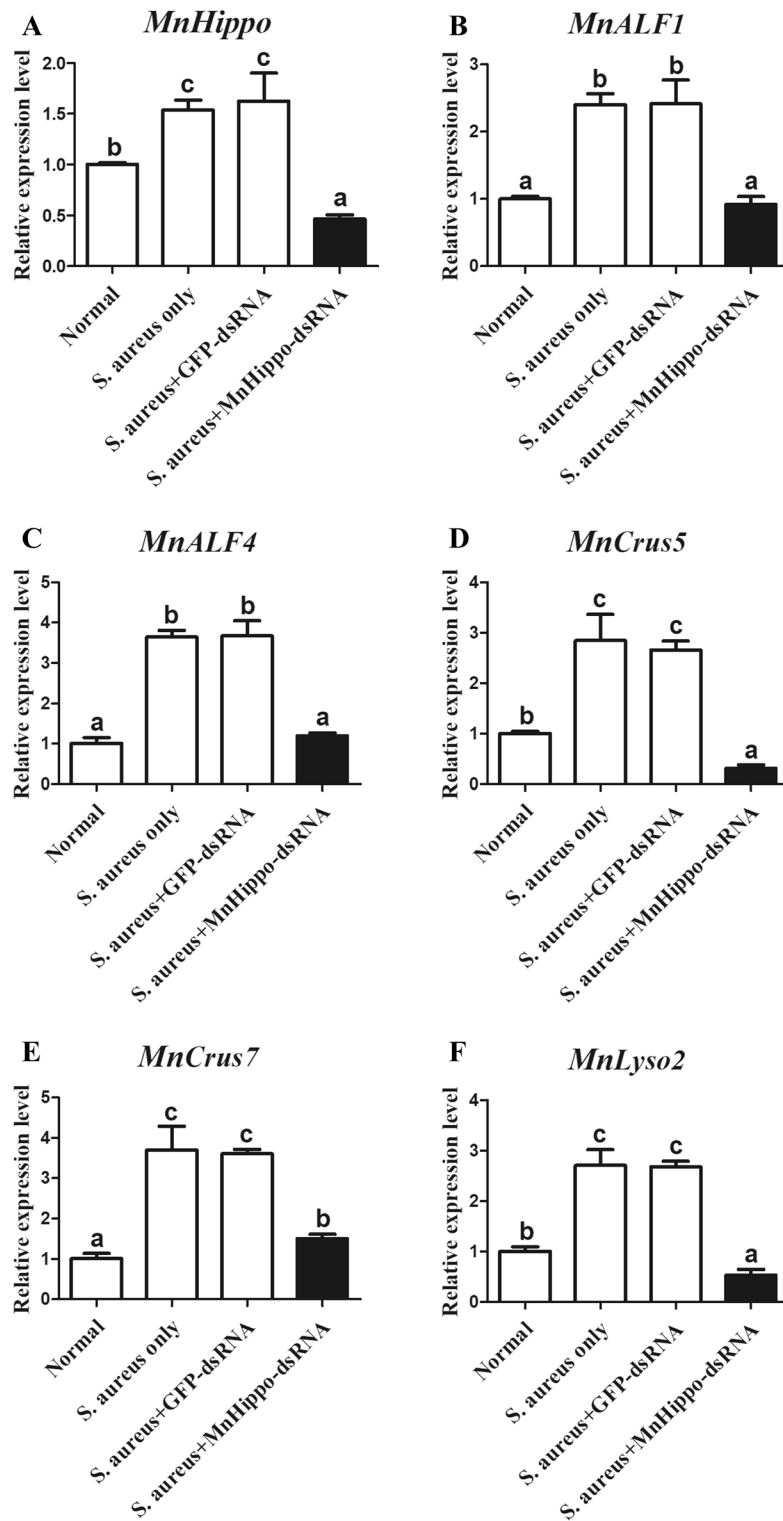 A
MnHippo
Relative expression level
2.0
1.5
1.0
0.5
0.0
b
c
c
a
Normal
S. aureus only
S. aureus+GFP-dsRNA
S. aureus+MnHippo-dsRNA
B
MnALF1
Relative expression level
3
2
1
0
a
b
b
a
Normal
S. aureus only
S. aureus+GFP-dsRNA
S. aureus+MnHippo-dsRNA
C
MnALF4
Relative expression level
5
4
3
2
1
0
a
b
b
a
Normal
S. aureus only
S. aureus+GFP-dsRNA
S. aureus+MnHippo-dsRNA
D
MnCrus5
Relative expression level
4
3
2
1
0
b
c
c
a
Normal
S. aureus only
S. aureus+GFP-dsRNA
S. aureus+MnHippo-dsRNA
E
MnCrus7
Relative expression level
5
4
3
2
1
0
a
c
c
b
Normal
S. aureus only
S. aureus+GFP-dsRNA
S. aureus+MnHippo-dsRNA
F
MnLyso2
Relative expression level
4
3
2
1
0
b
c
c
a
Normal
S. aureus only
S. aureus+GFP-dsRNA
S. aureus+MnHippo-dsRNA